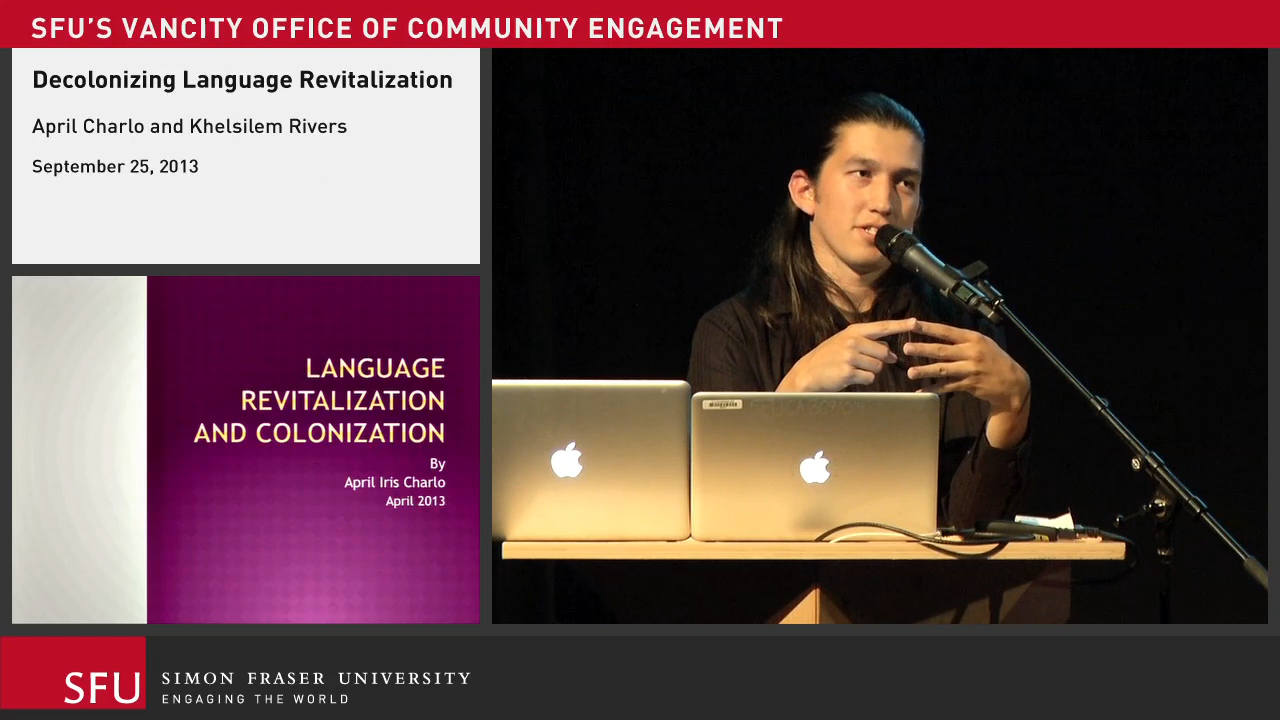 SFU'S VANCITY OFFICE OF COMMUNITY ENGAGEMENT
Decolonizing Language Revitalization
April Charlo and Khelsilem Rivers
September 25, 2013
LANGUAGE
REVITALIZATION
AND COLONIZATION
By
April Iris Charlo
April 2013
SFU
SIMON FRASER UNIVERSITY
ENGAGING THE WORLD